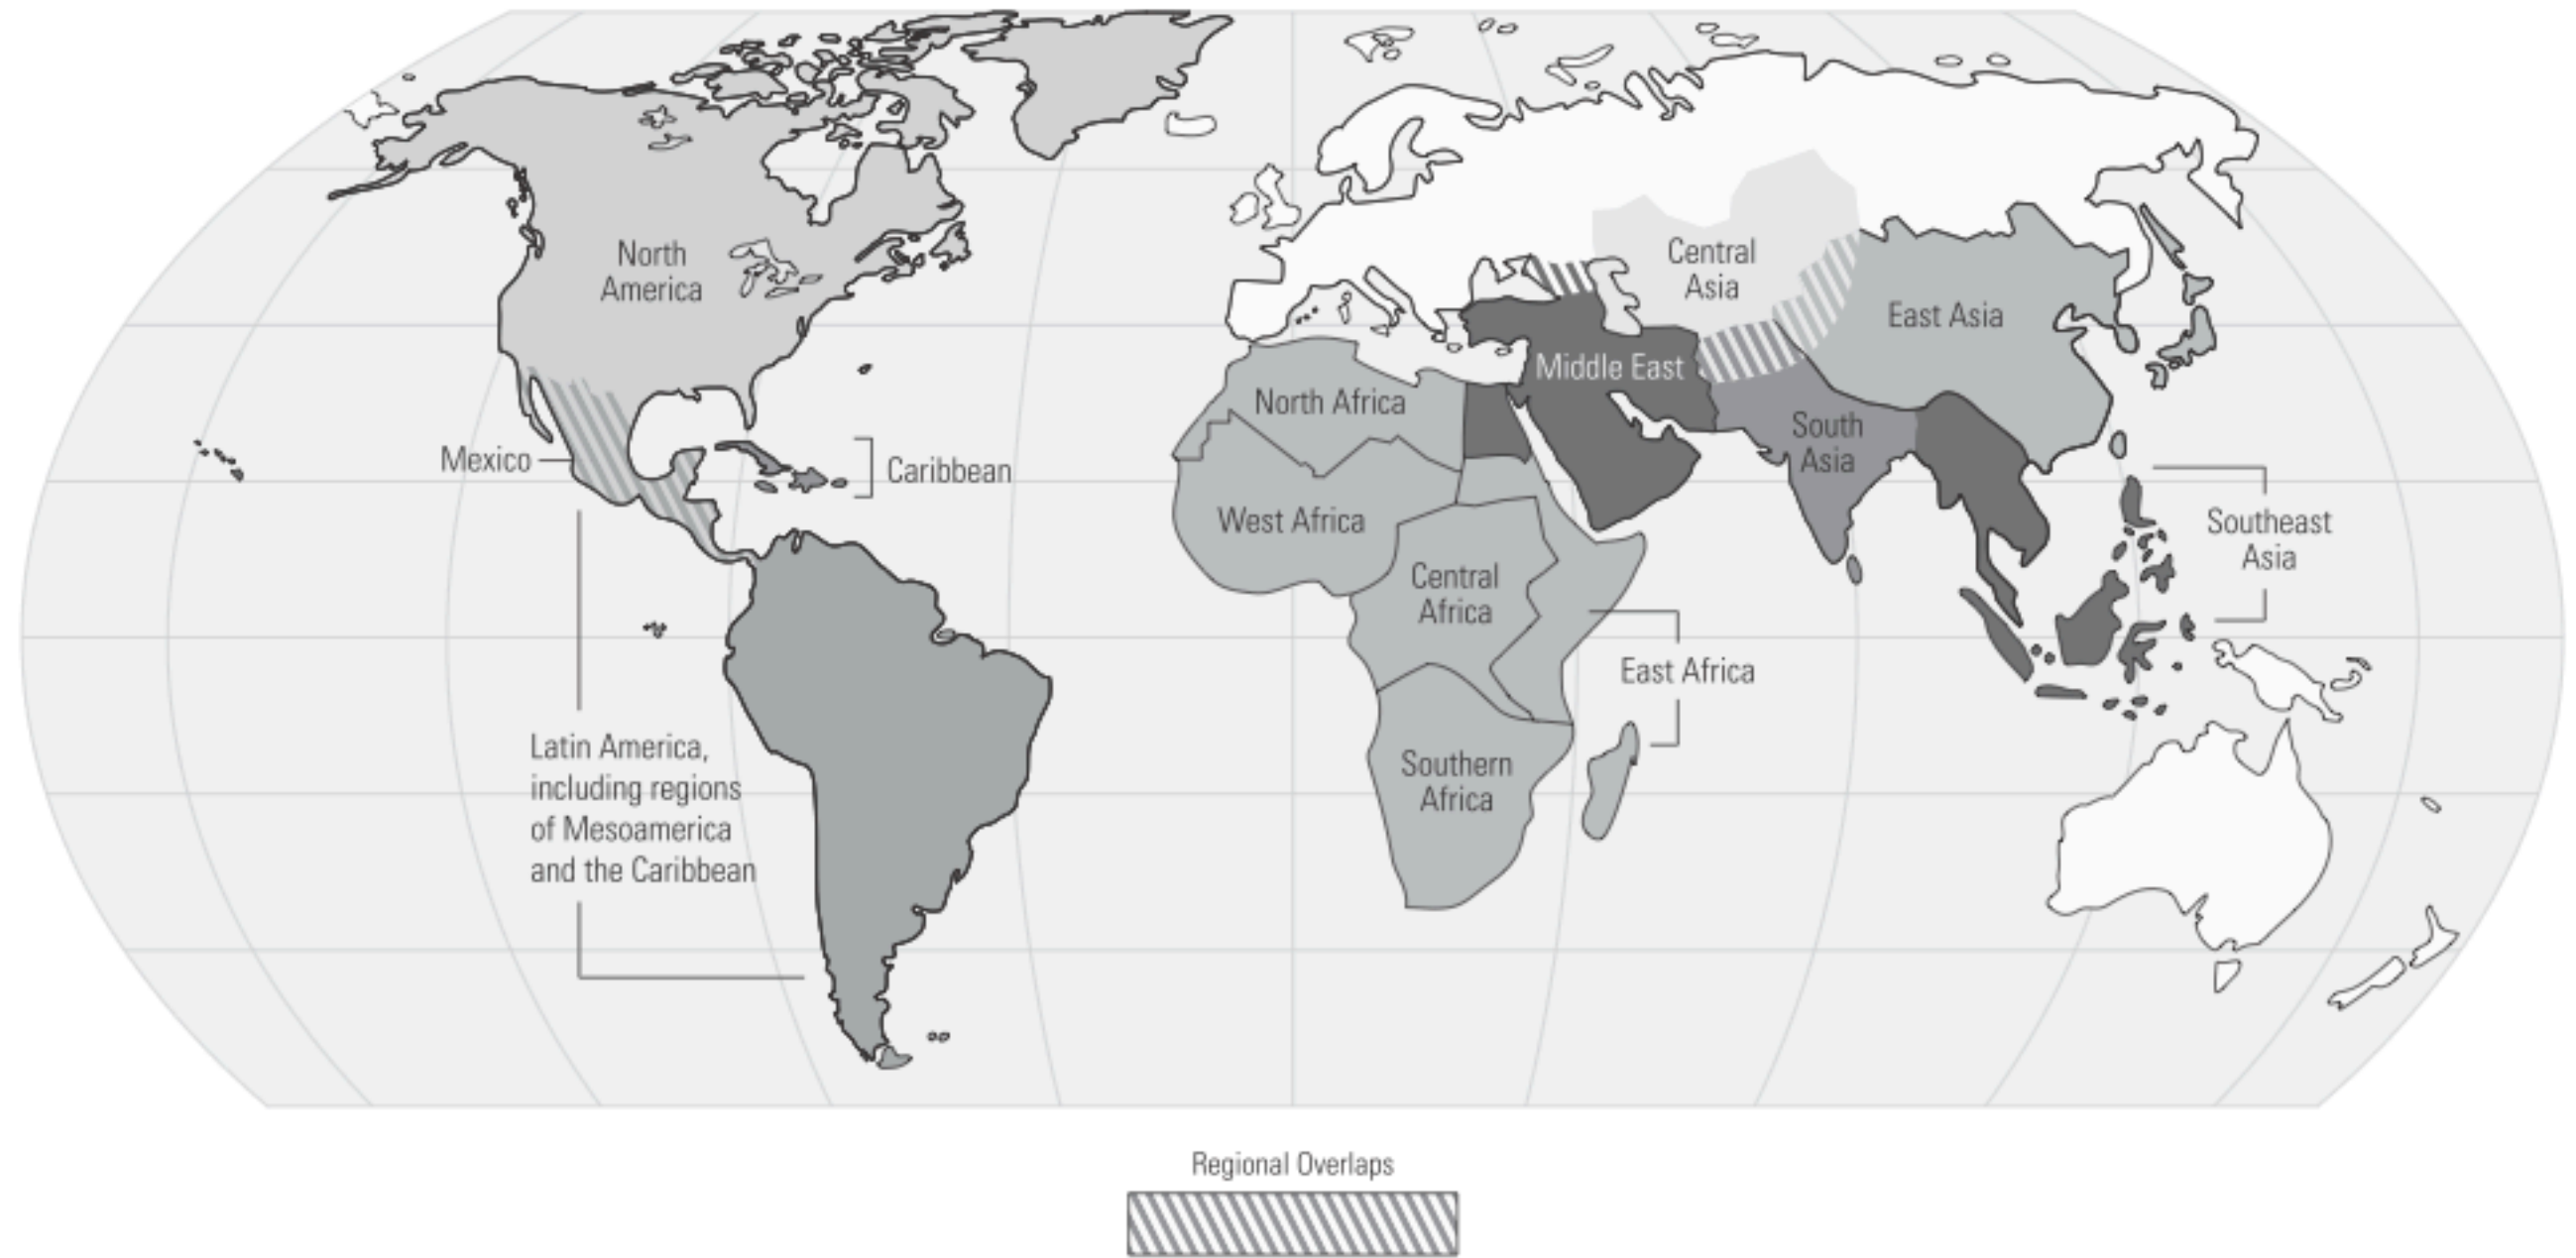 North
America
Central
Asia
East Asia
Middle East
North Africa
South
Asia
Mexico
Caribbean
West Africa
Southeast
Asia
Central
Africa
East Africa
Latin America,
including regions
of Mesoamerica
and the Caribbean
Southern
Africa
Regional Overlaps